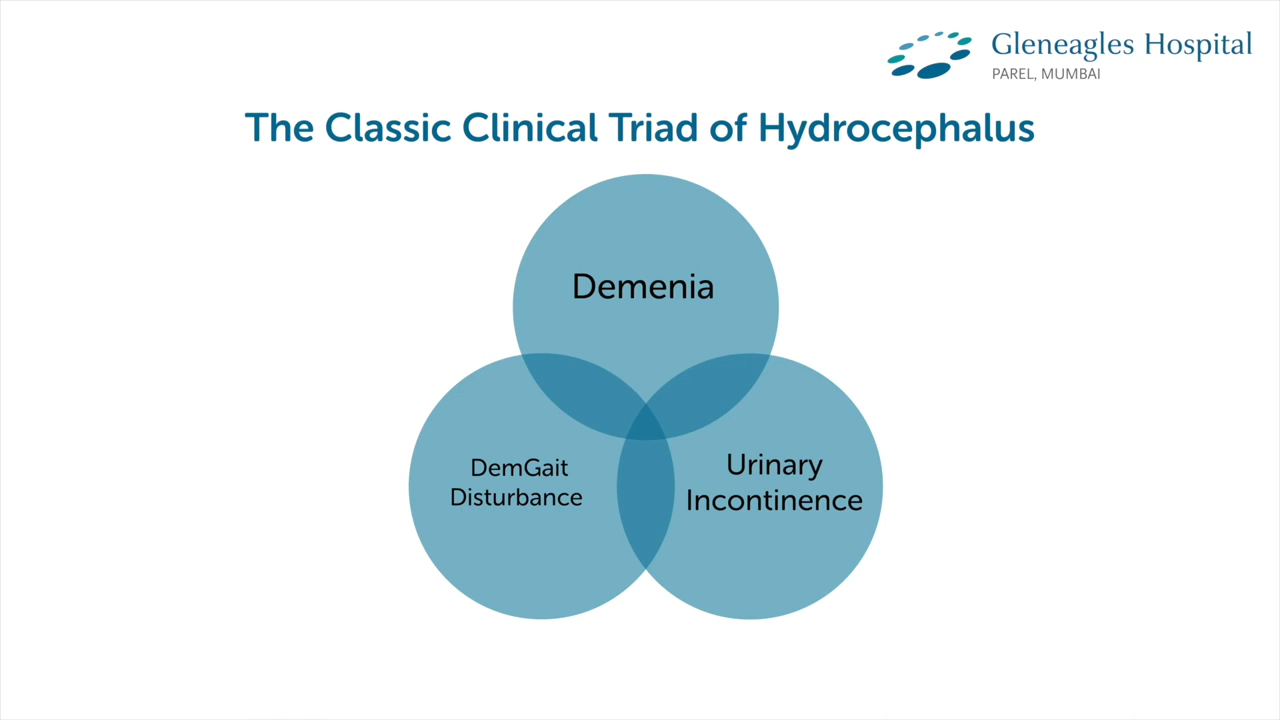 Gleneagles Hospital
PAREL, MUMBAI
The Classic Clinical Triad of Hydrocephalus
Demenia
DemGait
Disturbance
Urinary
Incontinence